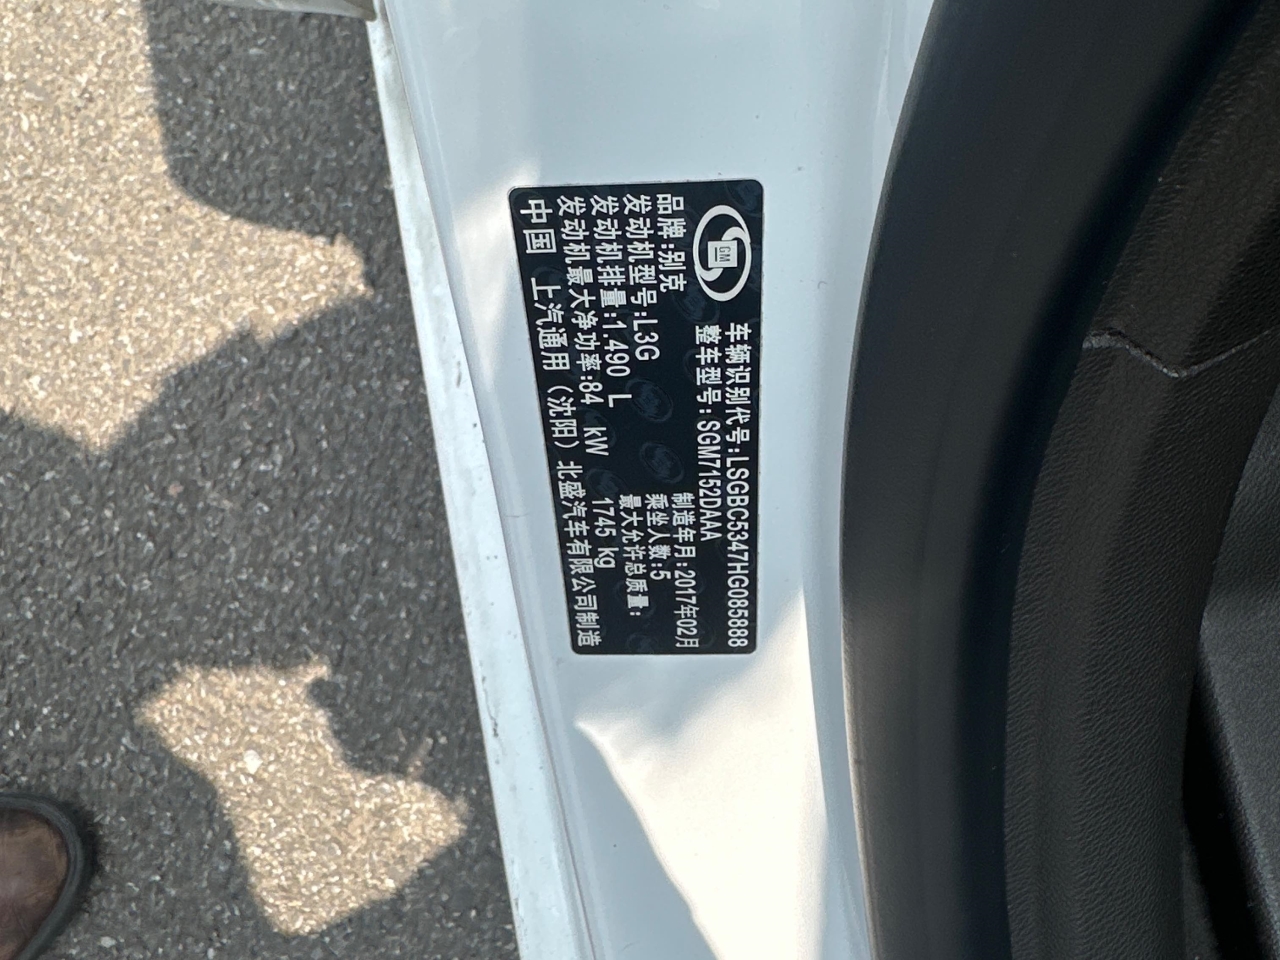 GM
车辆识别代号:LSGBC5347HG085888
整车型号:SGM7152DAAA
品牌:别克
制造年月:2017年02月
发动机型号:L3G
乘坐人数:5
发动机排量:1.490 L
最大允许总质量:
发动机最大净功率:84 kW
1745 kg
中国 上汽通用(沈阳)北盛汽车有限公司制造